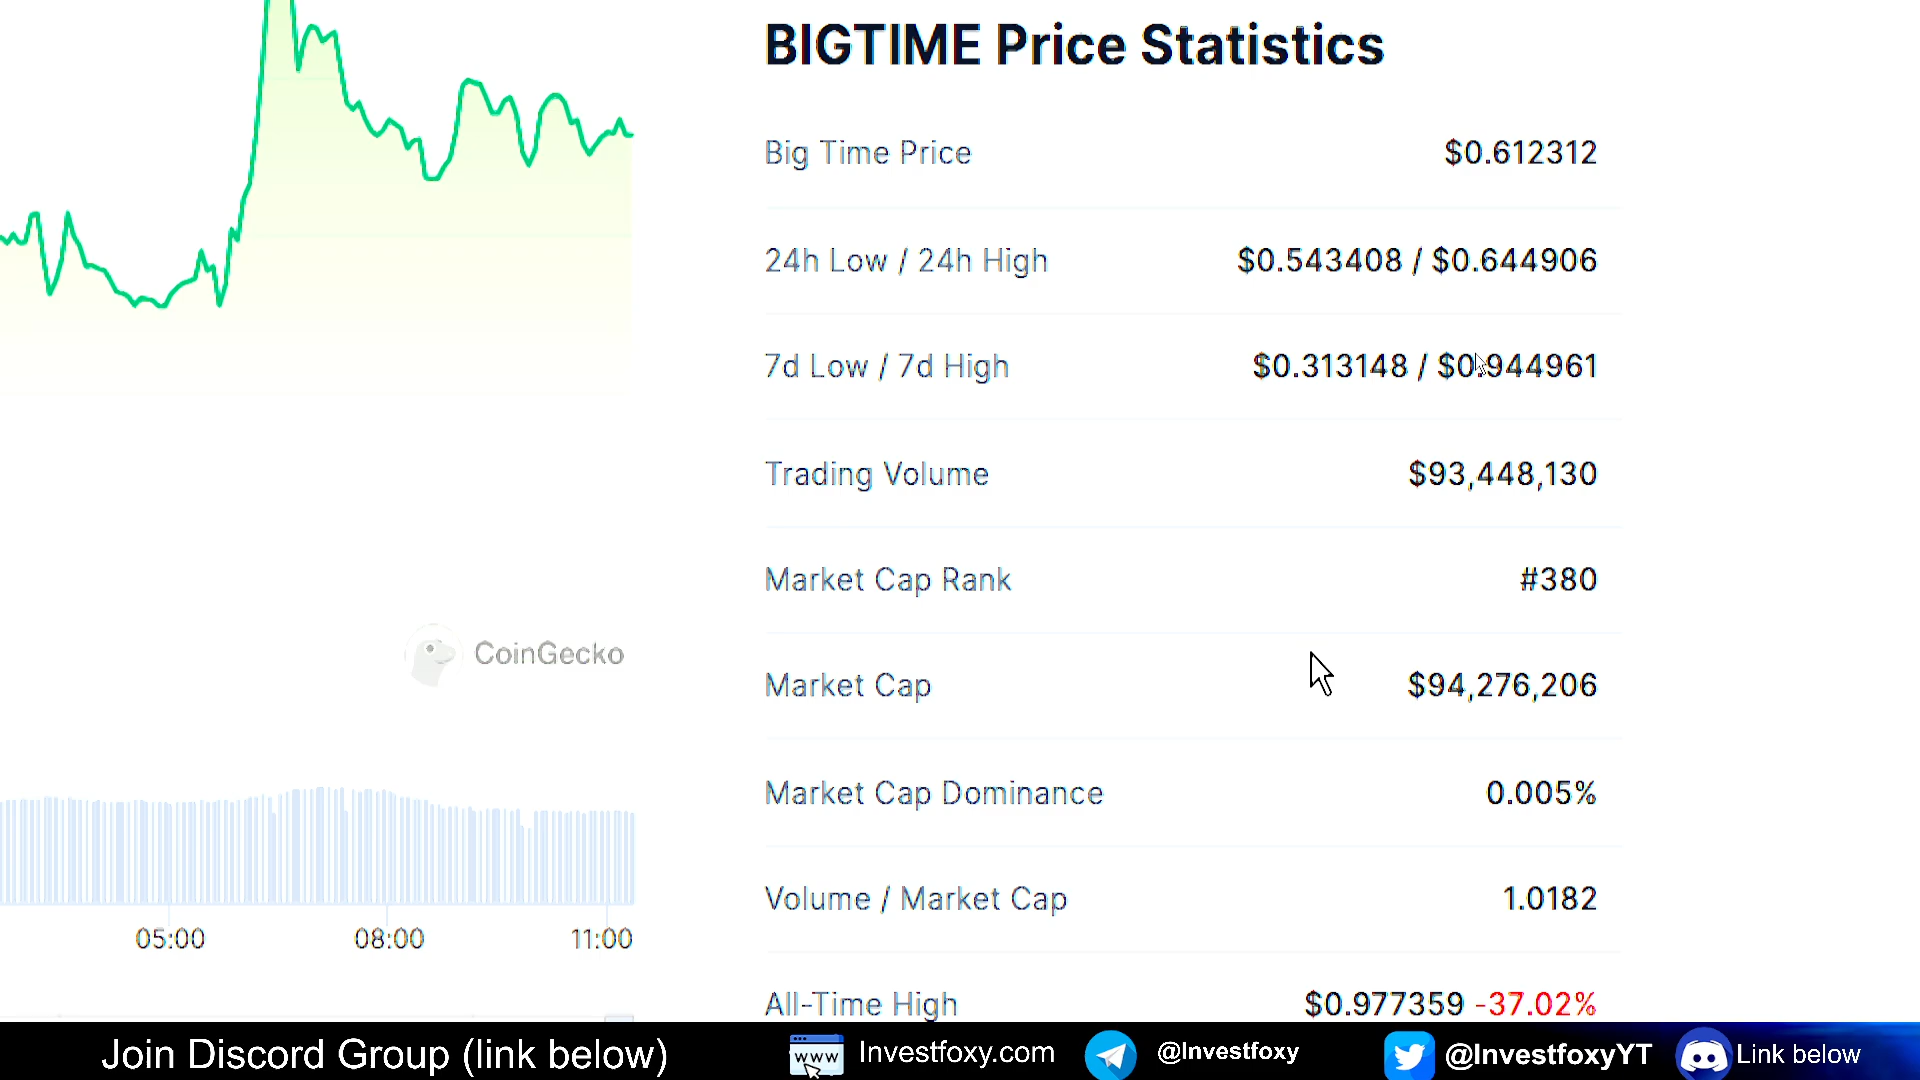 BIGTIME Price Statistics
Big Time Price $0.612312
24h Low / 24h High $0.543408 / $0.644906
7d Low / 7d High $0.313148 / $0.944961
Trading Volume $93,448,130
Market Cap Rank #380
CoinGecko
Market Cap $94,276,206
Market Cap Dominance 0.005%
Volume / Market Cap 1.0182
05:00 08:00 11:00
All-Time High $0.977359 -37.02%
Join Discord Group (link below) www Investfoxy.com @Investfoxy @InvestfoxyYT Link below